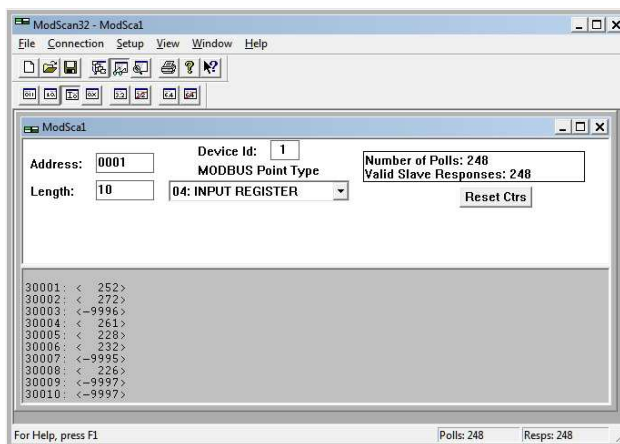 ModScan32 - ModSca1
File Connection Setup View Window Help
ModSca1
Address: 0001
Device Id: 1
MODBUS Point Type
Length: 10
04: INPUT REGISTER
Number of Polls: 248
Valid Slave Responses: 248
Reset Ctrs
30001: < 252>
30002: < 272>
30003: <-9996>
30004: < 261>
30005: < 228>
30006: < 232>
30007: <-9995>
30008: < 226>
30009: <-9997>
30010: <-9997>
For Help, press F1
Polls: 248
Resps: 248